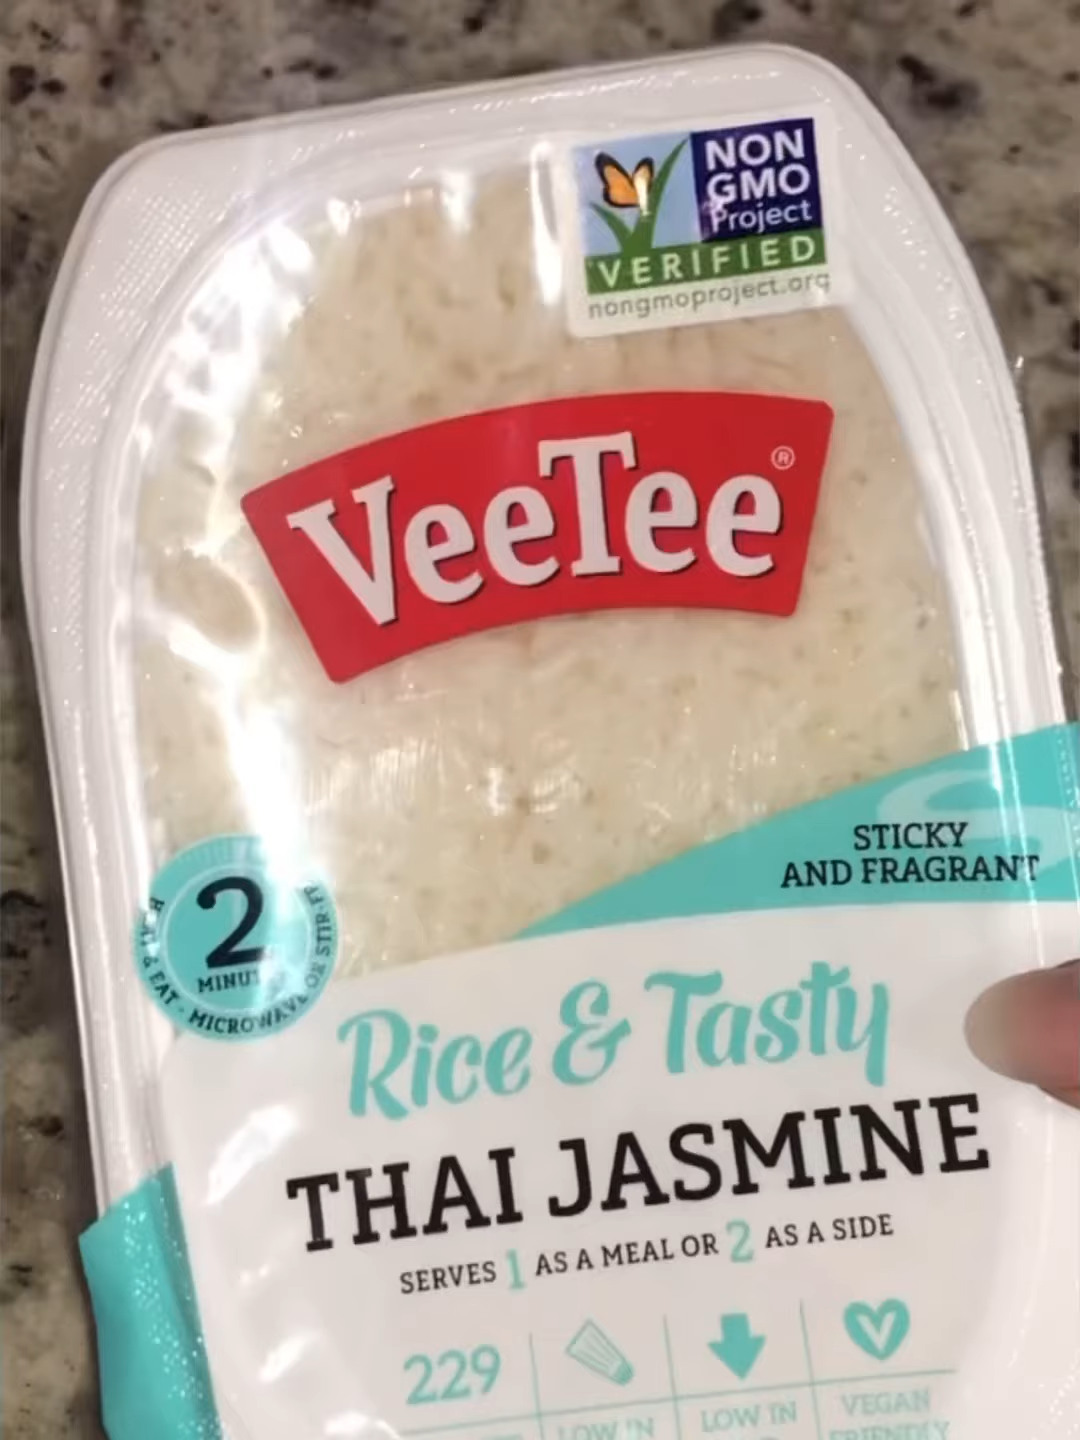 NON
GMO
Project
VERIFIED
nongmoproject.org
VeeTee®
STICKY
AND FRAGRANT
2
HEAT & EAT - MICROWAVE OR STIR-FRY
Rice & Tasty
THAI JASMINE
SERVES 1 AS A MEAL OR 2 AS A SIDE
229
LOW IN
LOW IN
VEGAN
FRIENDLY